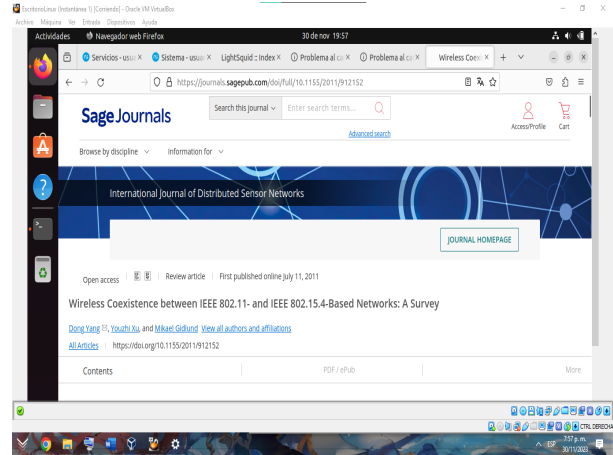 EscritorioLinux (Instantánea 1) [Corriendo] - Oracle VM VirtualBox
Archivo Máquina Ver Entrada Dispositivos Ayuda
Actividades Navegador web Firefox 30 de nov 19:57
Servicios - usua × Sistema - usua × LightSquid :: Index × Problema al ca × Problema al ca × Wireless Coexi × +
https://journals.sagepub.com/doi/full/10.1155/2011/912152
Sage Journals Search this journal Enter search terms...
Advanced search
Access/Profile Cart
Browse by discipline Information for
International Journal of Distributed Sensor Networks
JOURNAL HOMEPAGE
Open access Review article First published online July 11, 2011
Wireless Coexistence between IEEE 802.11- and IEEE 802.15.4-Based Networks: A Survey
Dong Yang, Youzhi Xu, and Mikael Gidlund View all authors and affiliations
All Articles https://doi.org/10.1155/2011/912152
Contents PDF / ePub More
CTRL DERECHA
ESP 7:57 p. m.
30/11/2023